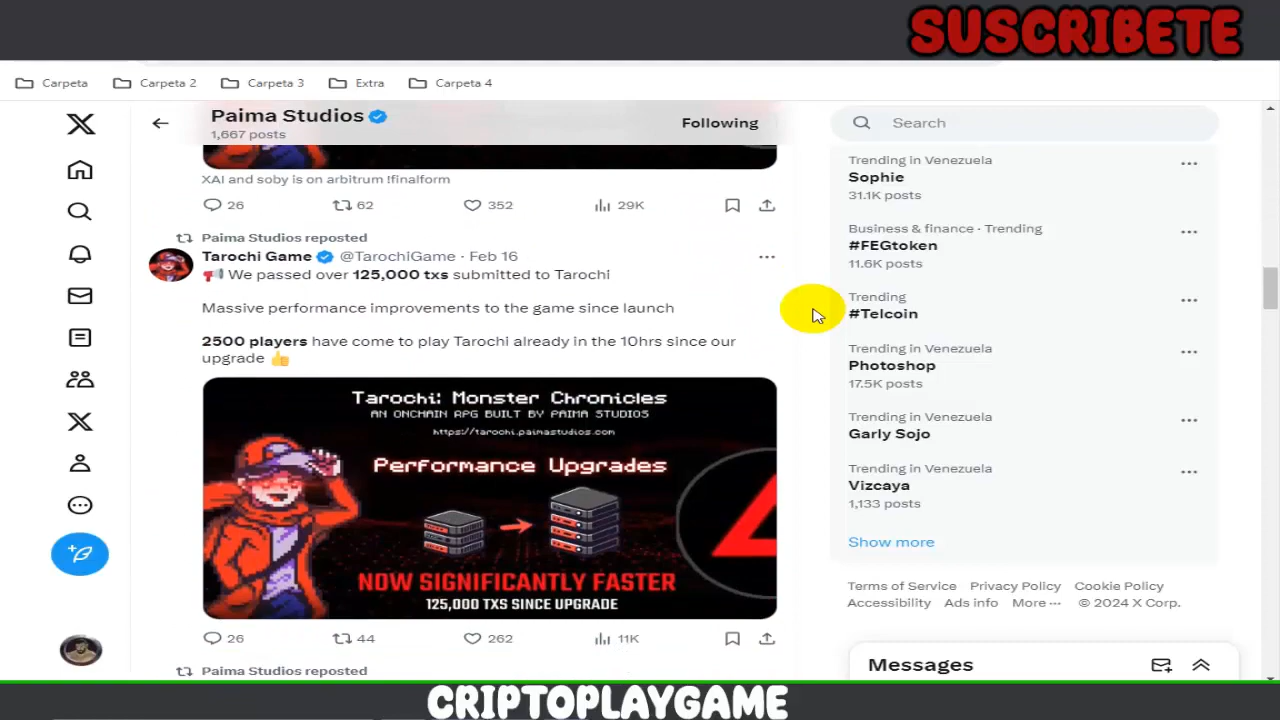 SUSCRIBETE
Carpeta Carpeta 2 Carpeta 3 Extra Carpeta 4
Paima Studios
1,667 posts
Following
XAI and soby is on arbitrum !finalform
26 62 352 29K
Paima Studios reposted
Tarochi Game @TarochiGame · Feb 16
We passed over 125,000 txs submitted to Tarochi
Massive performance improvements to the game since launch
2500 players have come to play Tarochi already in the 10hrs since our
upgrade 👍
Tarochi: Monster Chronicles
AN ONCHAIN RPG BUILT BY PAIMA STUDIOS
https://tarochi.paimastudios.com
Performance Upgrades
NOW SIGNIFICANTLY FASTER
125,000 TXS SINCE UPGRADE
26 44 262 11K
Paima Studios reposted
Search
Trending in Venezuela
Sophie
31.1K posts
Business & finance · Trending
#FEGtoken
11.6K posts
Trending
#Telcoin
Trending in Venezuela
Photoshop
17.5K posts
Trending in Venezuela
Garly Sojo
Trending in Venezuela
Vizcaya
1,133 posts
Show more
Terms of Service Privacy Policy Cookie Policy
Accessibility Ads info More ··· © 2024 X Corp.
Messages
CRIPTOPLAYGAME